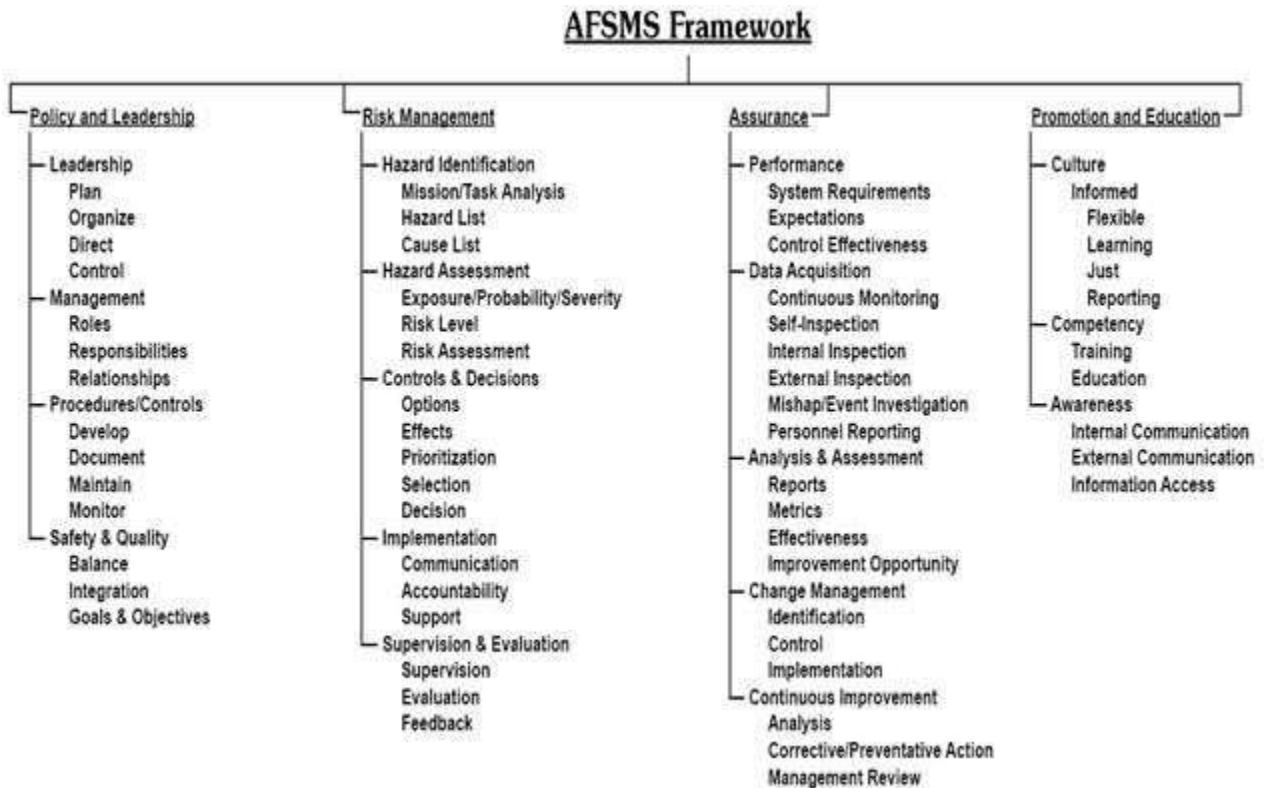 AFSMS Framework
Policy and Leadership
Leadership
Plan
Organize
Direct
Control
Management
Roles
Responsibilities
Relationships
Procedures/Controls
Develop
Document
Maintain
Monitor
Safety & Quality
Balance
Integration
Goals & Objectives
Risk Management
Hazard Identification
Mission/Task Analysis
Hazard List
Cause List
Hazard Assessment
Exposure/Probability/Severity
Risk Level
Risk Assessment
Controls & Decisions
Options
Effects
Prioritization
Selection
Decision
Implementation
Communication
Accountability
Support
Supervision & Evaluation
Supervision
Evaluation
Feedback
Assurance
Performance
System Requirements
Expectations
Control Effectiveness
Data Acquisition
Continuous Monitoring
Self-Inspection
Internal Inspection
External Inspection
Mishap/Event Investigation
Personnel Reporting
Analysis & Assessment
Reports
Metrics
Effectiveness
Improvement Opportunity
Change Management
Identification
Control
Implementation
Continuous Improvement
Analysis
Corrective/Preventative Action
Management Review
Promotion and Education
Culture
Informed
Flexible
Learning
Just
Reporting
Competency
Training
Education
Awareness
Internal Communication
External Communication
Information Access